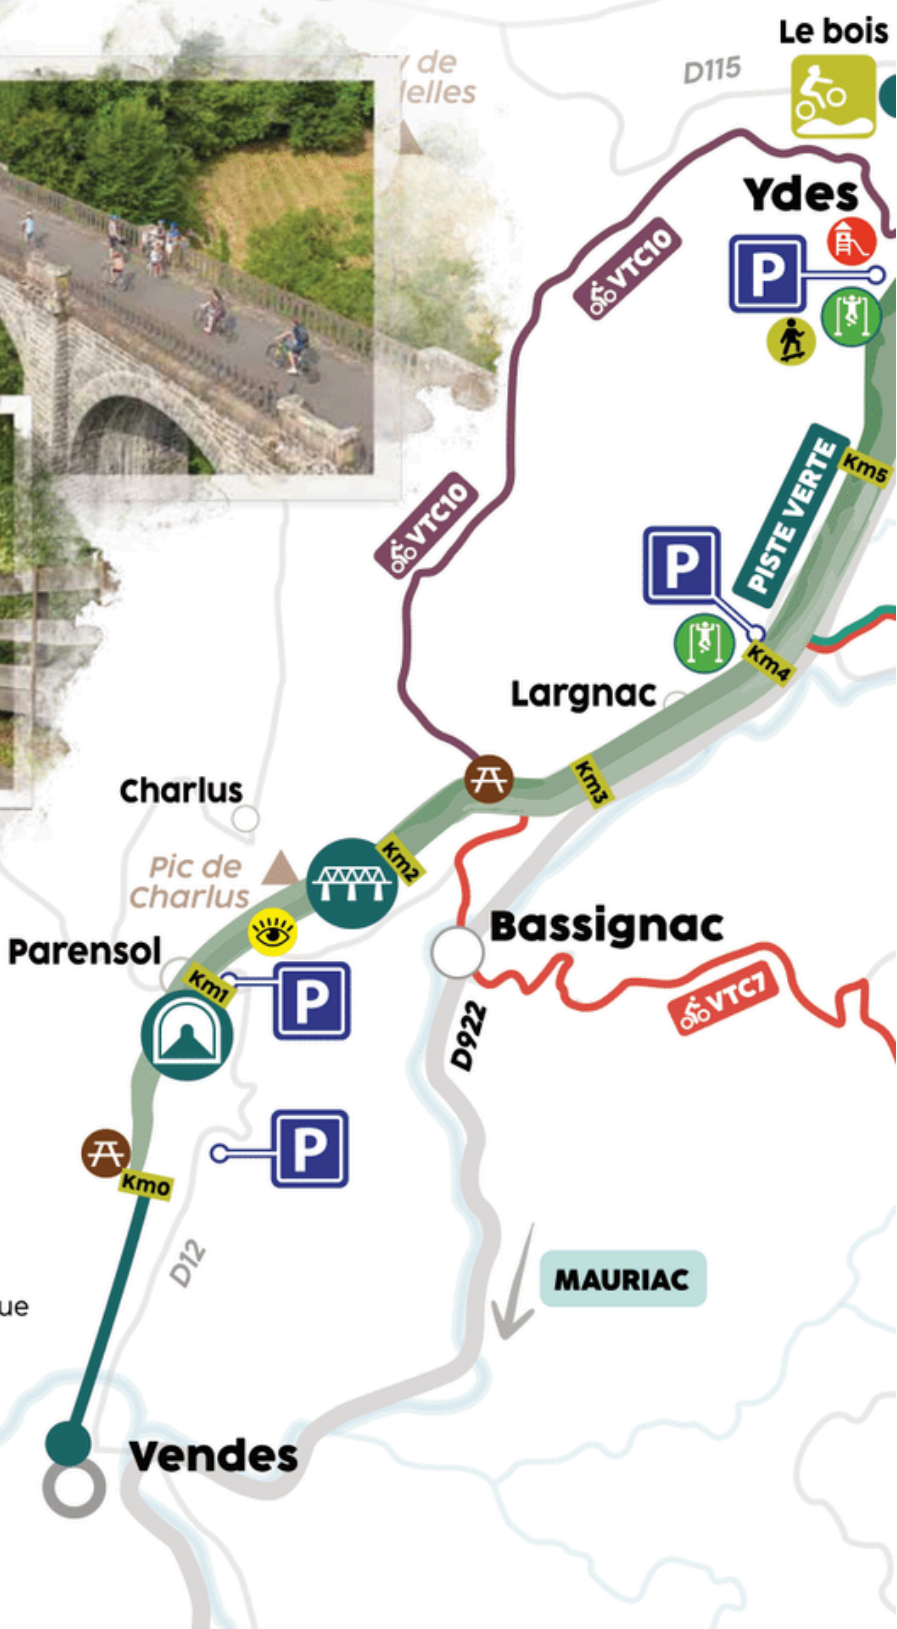 Le bois
de
D115
Ydes
VTC10
P
Km5
PISTE VERTE
VTC10
P
Km4
Largnac
Km3
Charlus
Km2
Pic de
Charlus
Bassignac
Parensol
Km1
P
VTC7
D922
P
Km0
D12
MAURIAC
Vendes